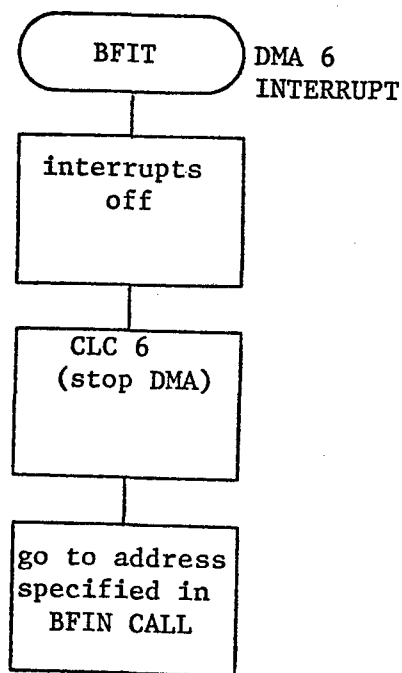 BFIT
DMA 6
INTERRUPT
interrupts
off
CLC 6
(stop DMA)
go to address
specified in
BFIN CALL